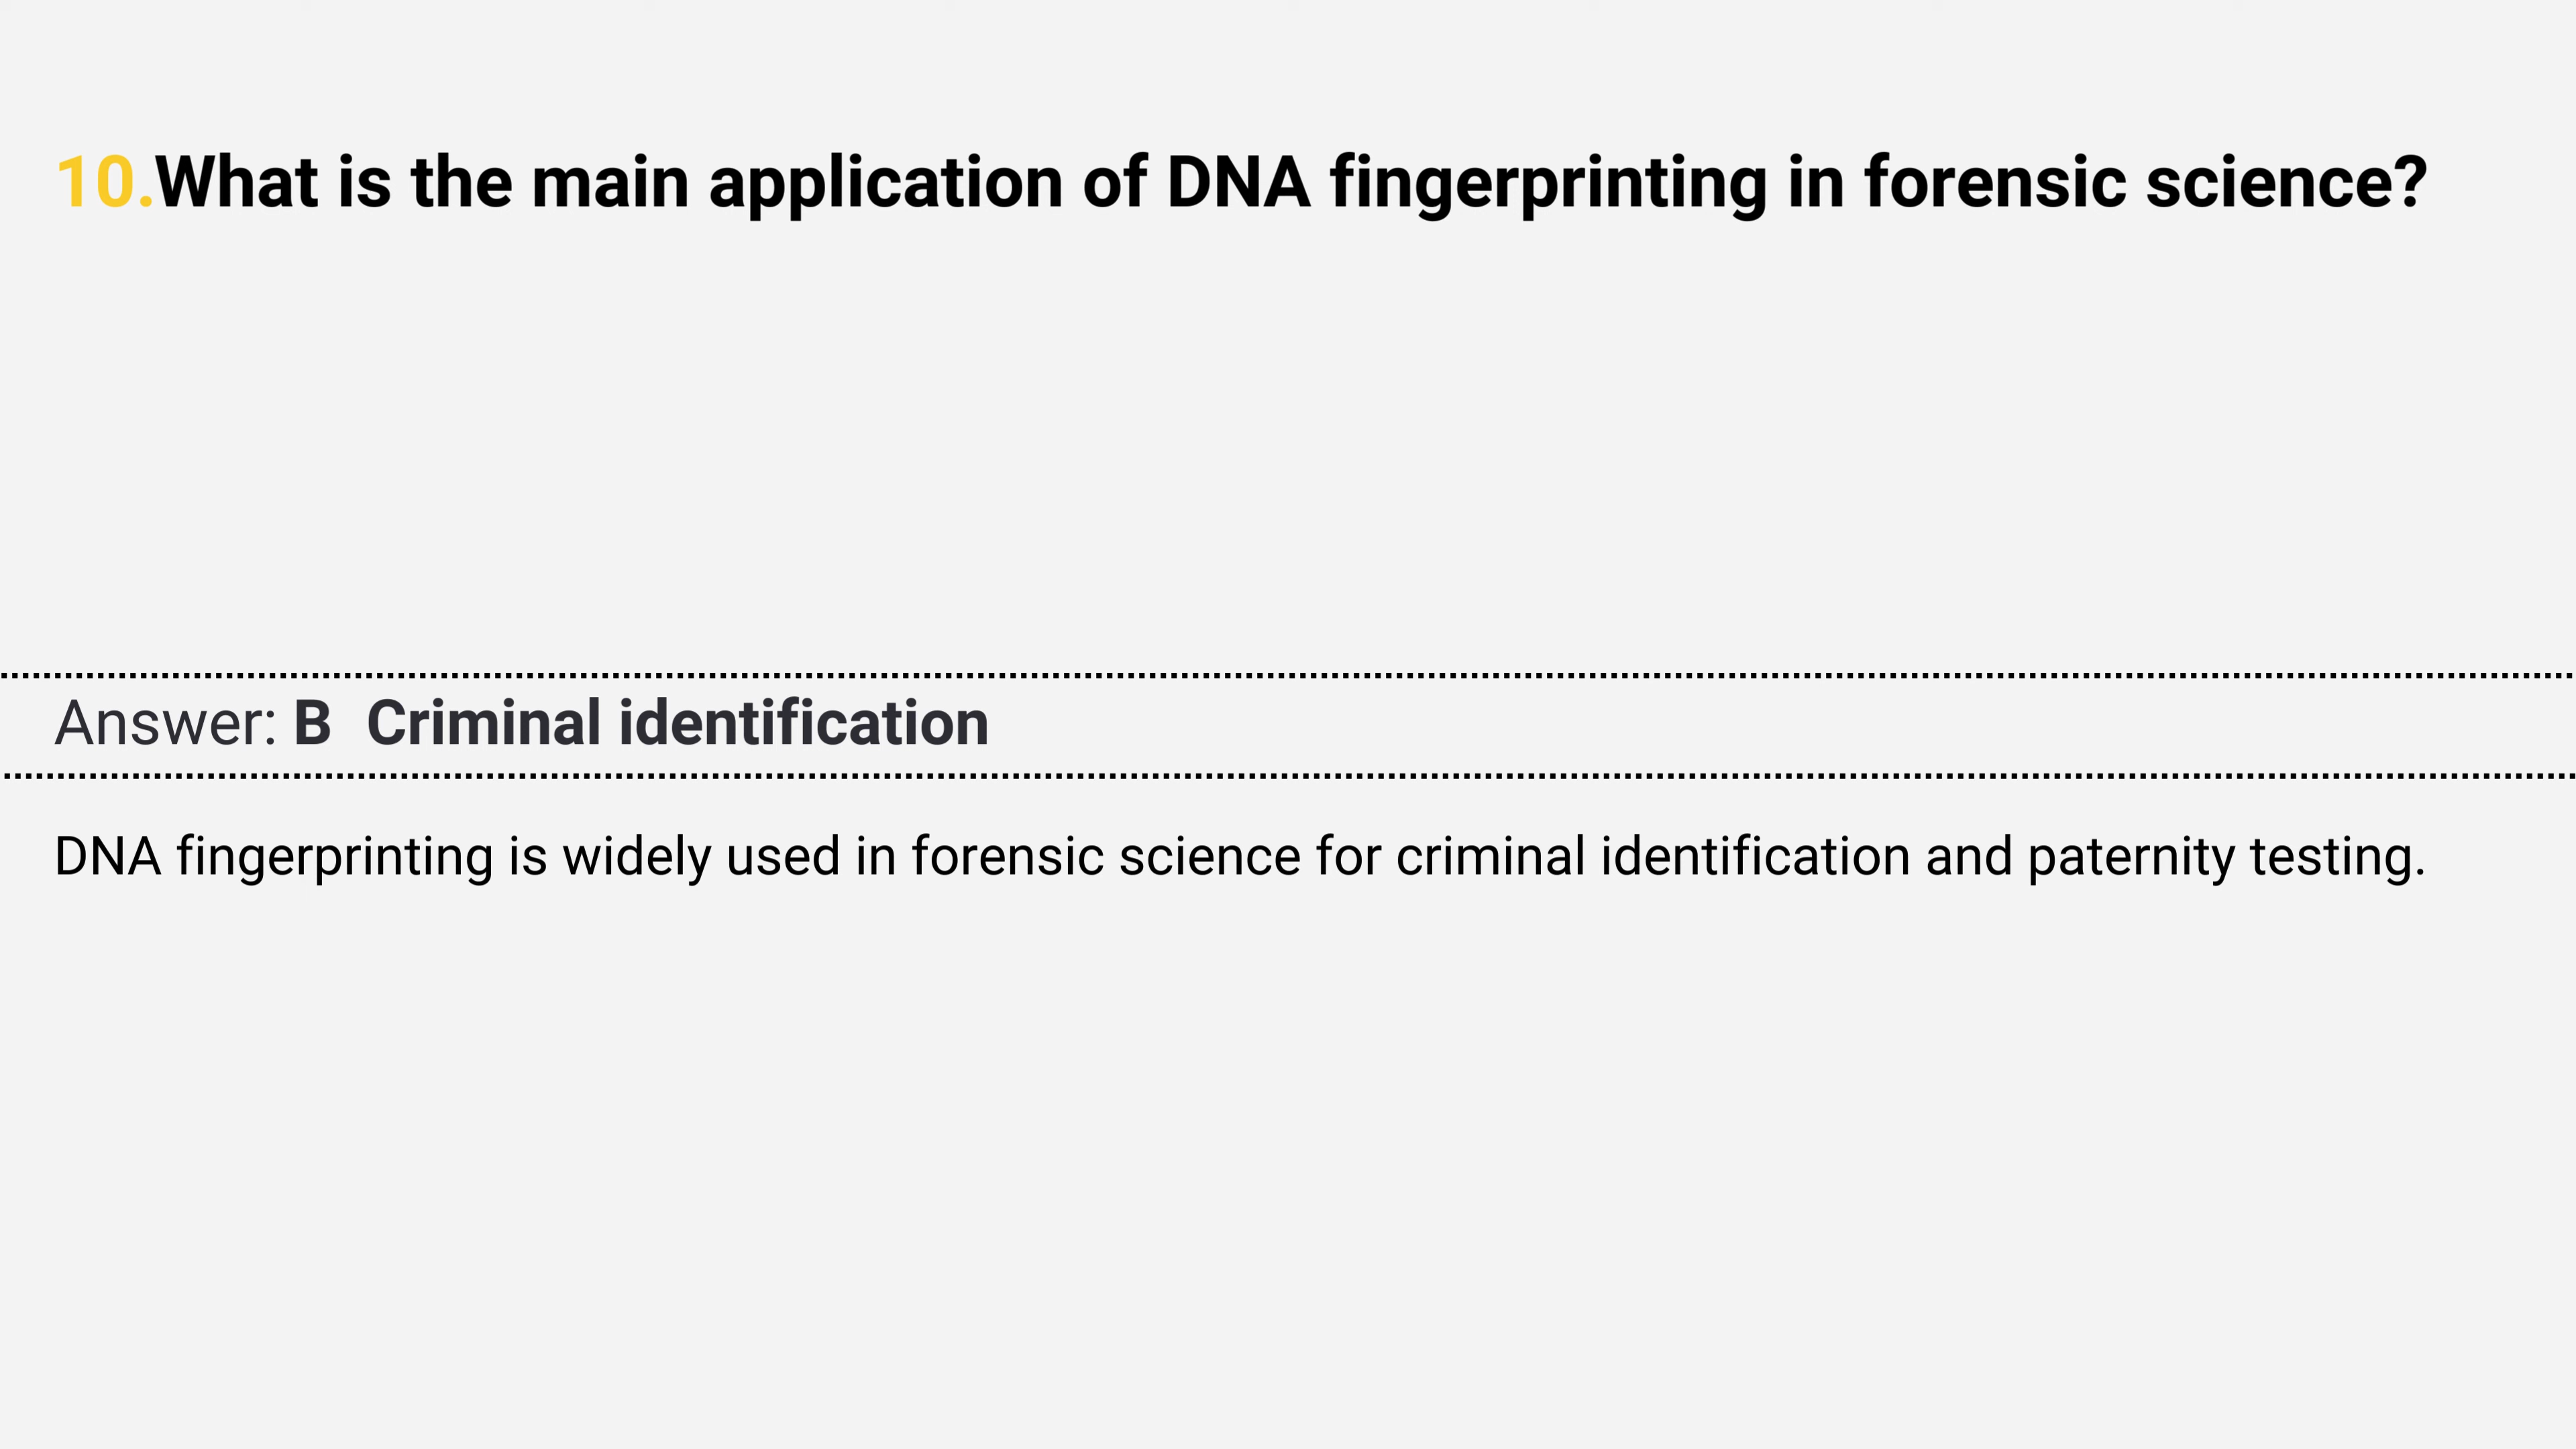 10.What is the main application of DNA fingerprinting in forensic science?
Answer: B Criminal identification
DNA fingerprinting is widely used in forensic science for criminal identification and paternity testing.